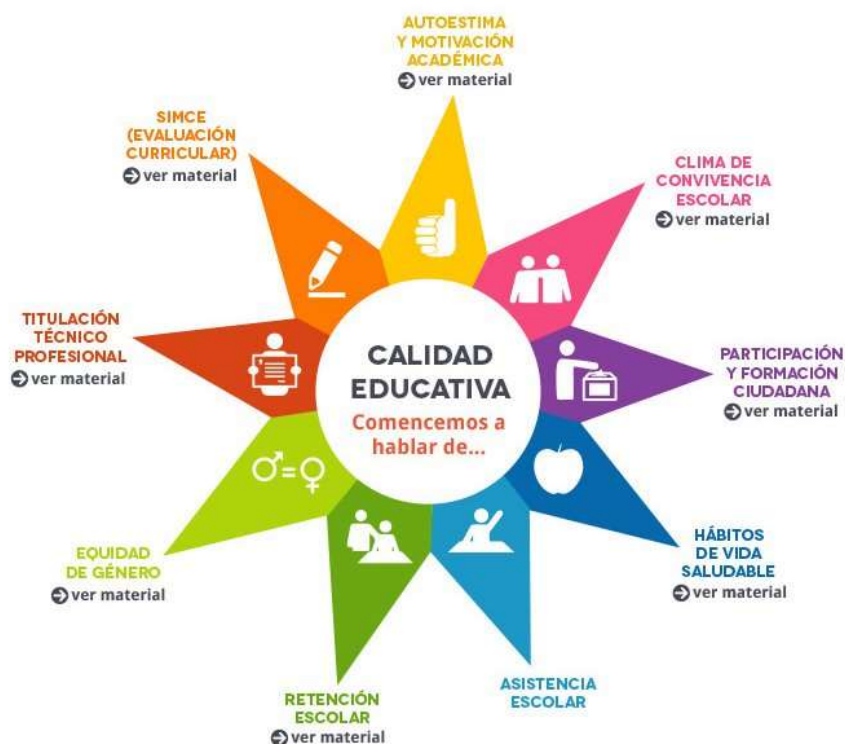 AUTOESTIMA
Y MOTIVACIÓN
ACADÉMICA
ver material
SIMCE
(EVALUACIÓN
CURRICULAR)
ver material
CLIMA DE
CONVIVENCIA
ESCOLAR
ver material
TITULACIÓN
TÉCNICO
PROFESIONAL
ver material
CALIDAD
EDUCATIVA
Comencemos a
hablar de...
PARTICIPACIÓN
Y FORMACIÓN
CIUDADANA
ver material
EQUIDAD
DE GÉNERO
ver material
HÁBITOS
DE VIDA
SALUDABLE
ver material
RETENCIÓN
ESCOLAR
ver material
ASISTENCIA
ESCOLAR